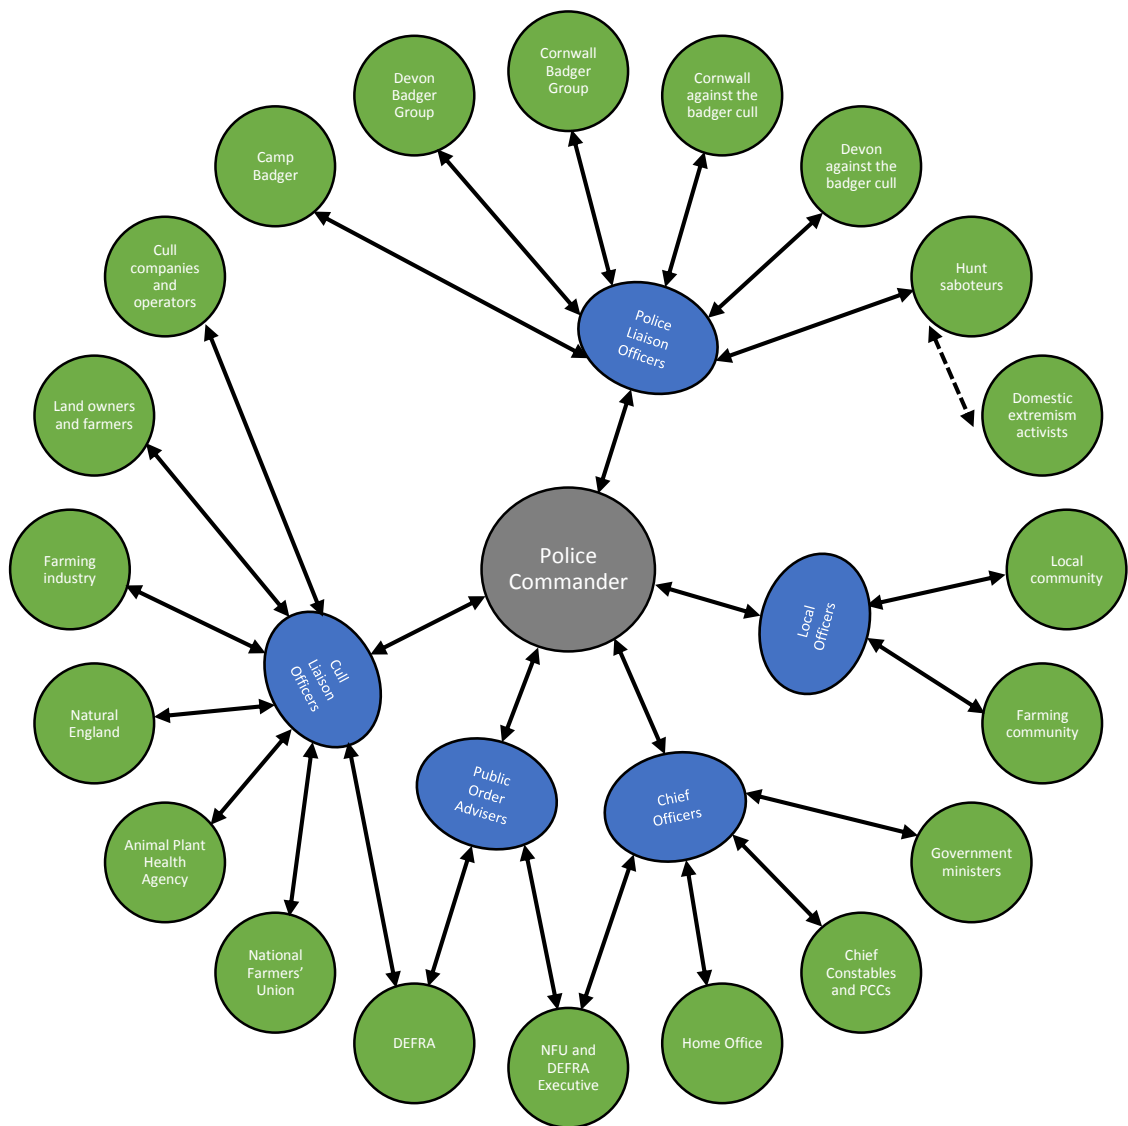 Cornwall
Badger
Group
Devon
Badger
Group
Cornwall
against the
badger cull
Camp
Badger
Devon
against the
badger cull
Cull
companies
and
operators
Hunt
saboteurs
Police
Liaison
Officers
Land owners
and farmers
Domestic
extremism
activists
Police
Commander
Farming
industry
Local
community
Local
Officers
Cull
Liaison
Officers
Natural
England
Farming
community
Public
Order
Advisers
Chief
Officers
Animal Plant
Health
Agency
Government
ministers
National
Farmers’
Union
Chief
Constables
and PCCs
DEFRA
NFU and
DEFRA
Executive
Home Office